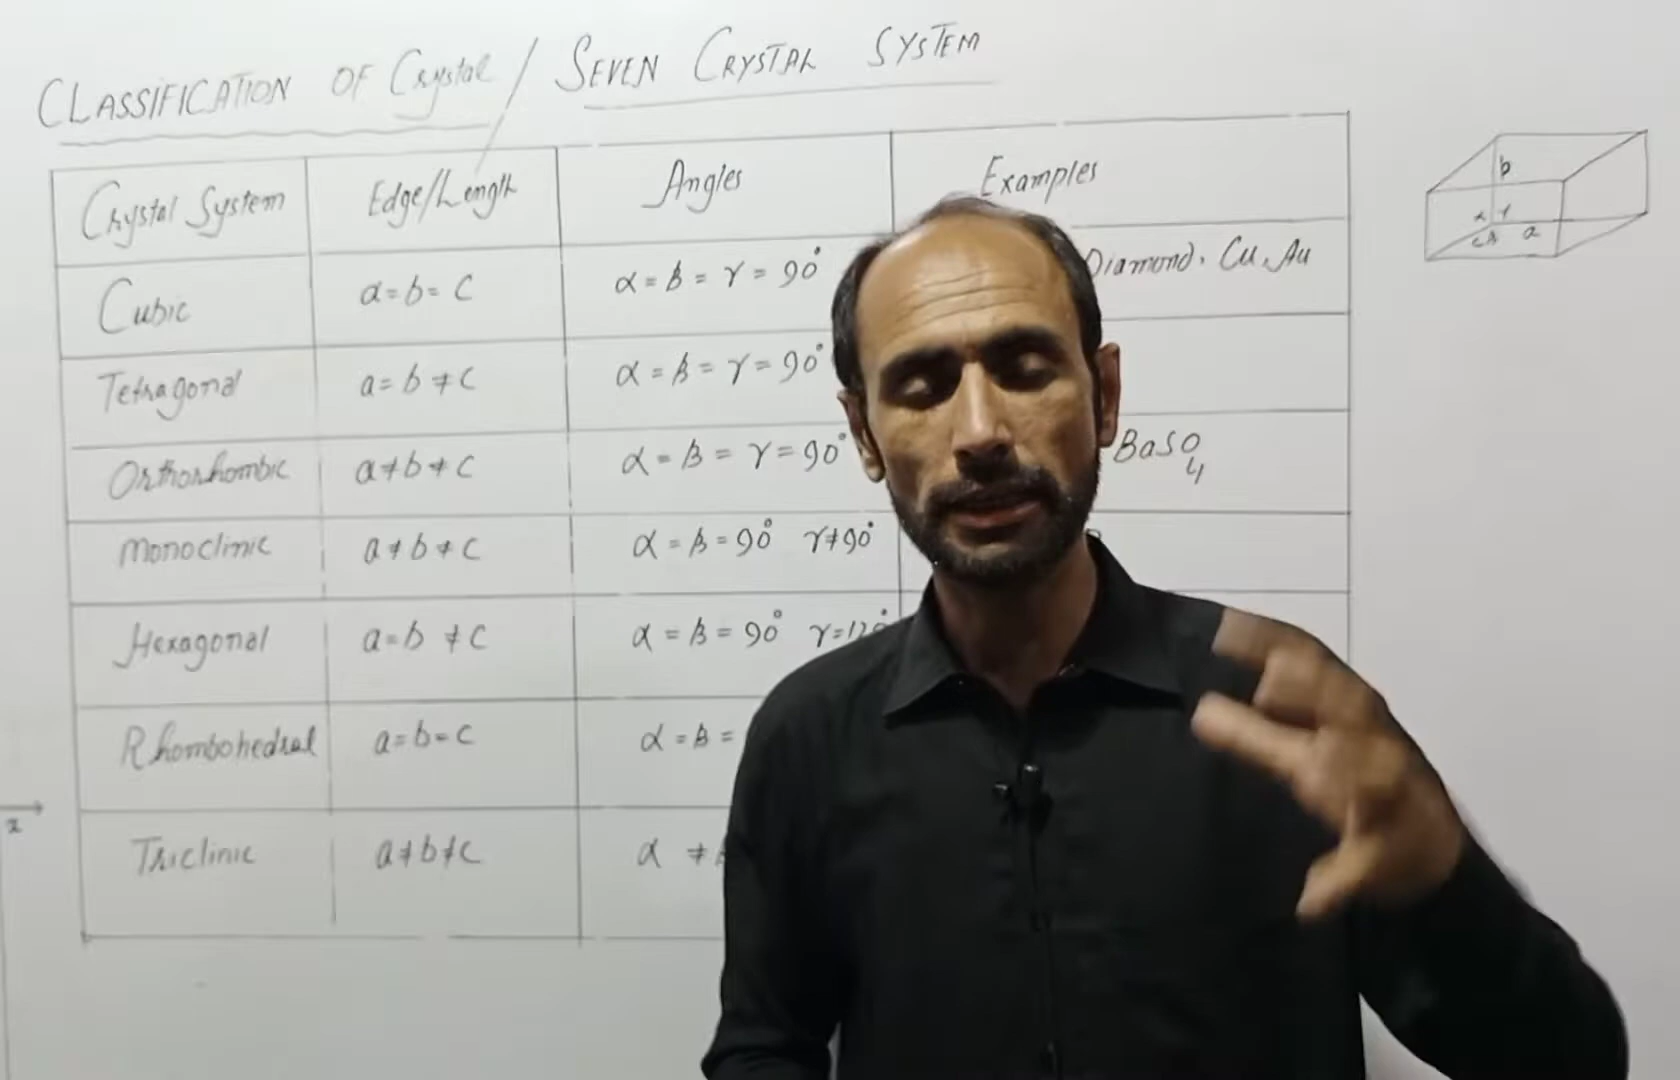 CLASSIFICATION OF Crystal / SEVEN CRYSTAL SYSTEM
Crystal System Edge/Length Angles Examples
Cubic a = b = c α = β = γ = 90° Diamond, Cu, Au
Tetragonal a = b ≠ c α = β = γ = 90°
Orthorhombic a ≠ b ≠ c α = β = γ = 90° BaSO4
Monoclinic a ≠ b ≠ c α = β = 90° γ ≠ 90°
Hexagonal a = b ≠ c α = β = 90° γ = 120°
Rhombohedral a = b = c α = β =
Triclinic a ≠ b ≠ c α ≠
b
α γ
c β a
x